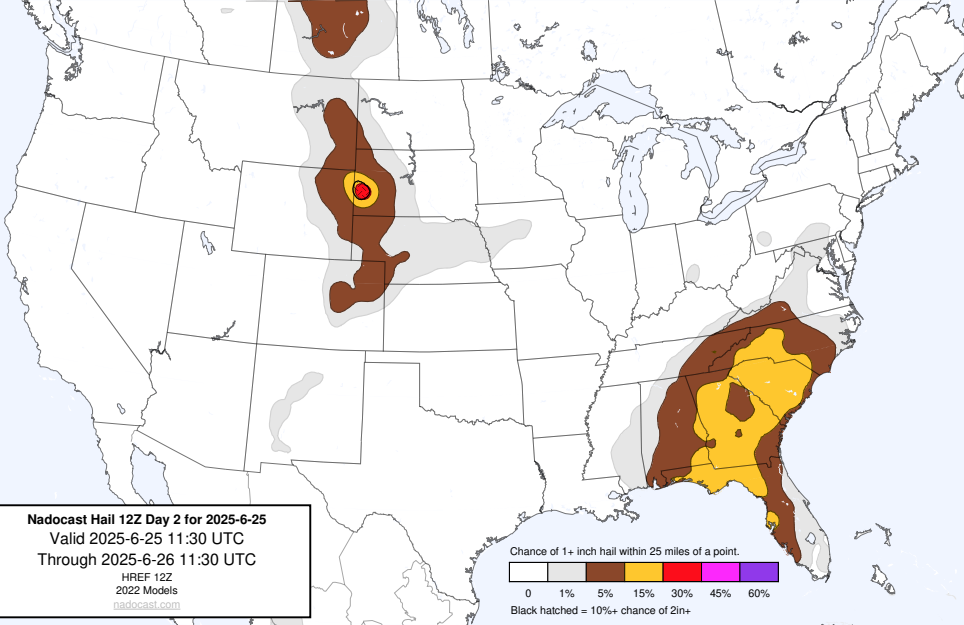 Nadocast Hail 12Z Day 2 for 2025-6-25
Valid 2025-6-25 11:30 UTC
Through 2025-6-26 11:30 UTC
HREF 12Z
2022 Models
nadocast.com
Chance of 1+ inch hail within 25 miles of a point.
0 1% 5% 15% 30% 45% 60%
Black hatched = 10%+ chance of 2in+